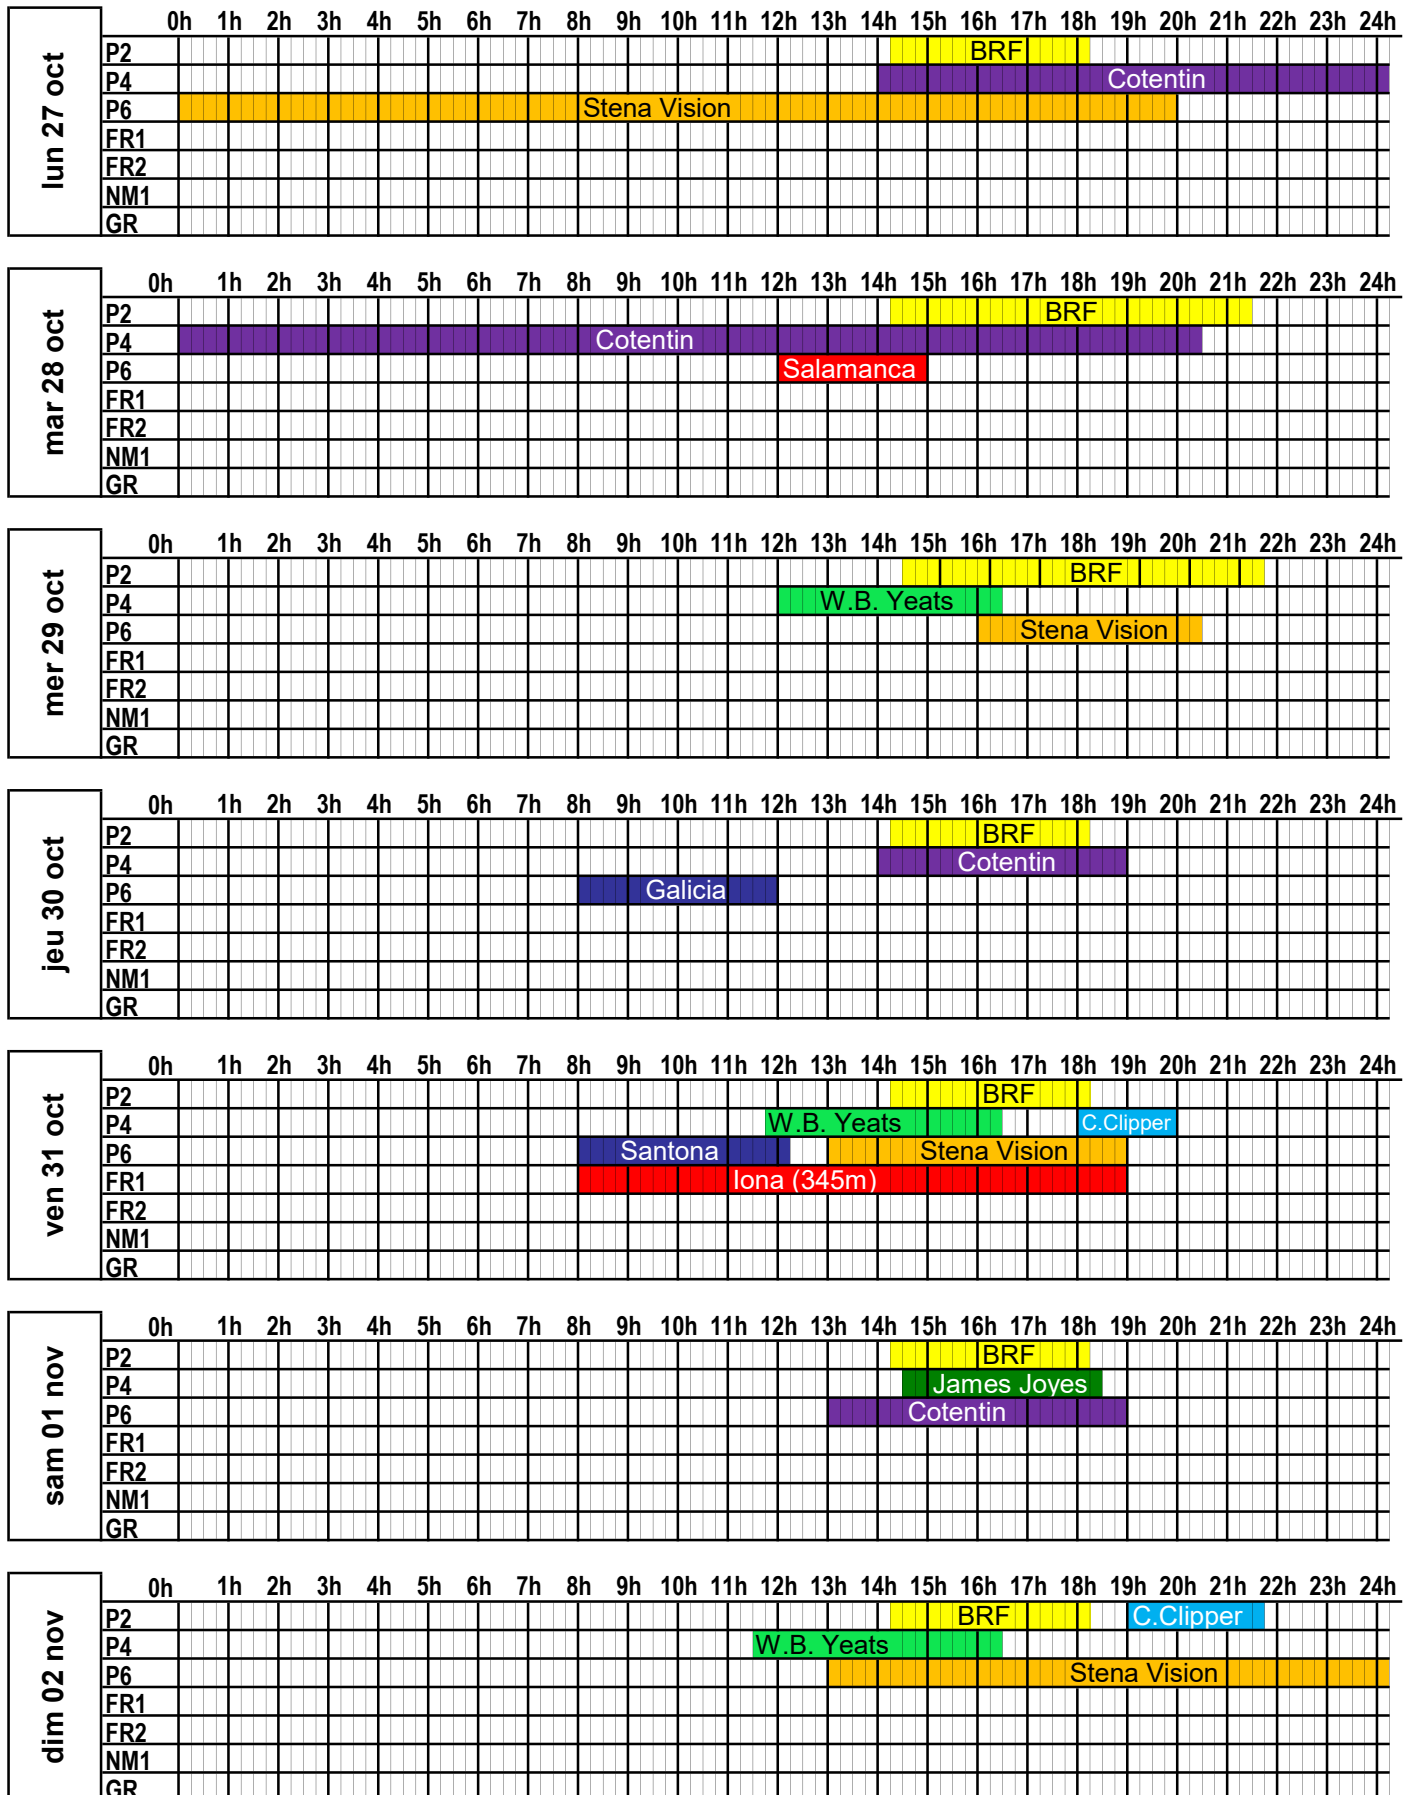 0h 1h 2h 3h 4h 5h 6h 7h 8h 9h 10h 11h 12h 13h 14h 15h 16h 17h 18h 19h 20h 21h 22h 23h 24h
lun 27 oct
P2 BRF
P4 Cotentin
P6 Stena Vision
FR1
FR2
NM1
GR
0h 1h 2h 3h 4h 5h 6h 7h 8h 9h 10h 11h 12h 13h 14h 15h 16h 17h 18h 19h 20h 21h 22h 23h 24h
mar 28 oct
P2 BRF
P4 Cotentin
P6 Salamanca
FR1
FR2
NM1
GR
0h 1h 2h 3h 4h 5h 6h 7h 8h 9h 10h 11h 12h 13h 14h 15h 16h 17h 18h 19h 20h 21h 22h 23h 24h
mer 29 oct
P2 BRF
P4 W.B. Yeats
P6 Stena Vision
FR1
FR2
NM1
GR
0h 1h 2h 3h 4h 5h 6h 7h 8h 9h 10h 11h 12h 13h 14h 15h 16h 17h 18h 19h 20h 21h 22h 23h 24h
jeu 30 oct
P2 BRF
P4 Cotentin
P6 Galicia
FR1
FR2
NM1
GR
0h 1h 2h 3h 4h 5h 6h 7h 8h 9h 10h 11h 12h 13h 14h 15h 16h 17h 18h 19h 20h 21h 22h 23h 24h
ven 31 oct
P2 BRF
P4 W.B. Yeats C.Clipper
P6 Santona Stena Vision
FR1 Iona (345m)
FR2
NM1
GR
0h 1h 2h 3h 4h 5h 6h 7h 8h 9h 10h 11h 12h 13h 14h 15h 16h 17h 18h 19h 20h 21h 22h 23h 24h
sam 01 nov
P2 BRF
P4 James Joyes
P6 Cotentin
FR1
FR2
NM1
GR
0h 1h 2h 3h 4h 5h 6h 7h 8h 9h 10h 11h 12h 13h 14h 15h 16h 17h 18h 19h 20h 21h 22h 23h 24h
dim 02 nov
P2 BRF C.Clipper
P4 W.B. Yeats
P6 Stena Vision
FR1
FR2
NM1
GR